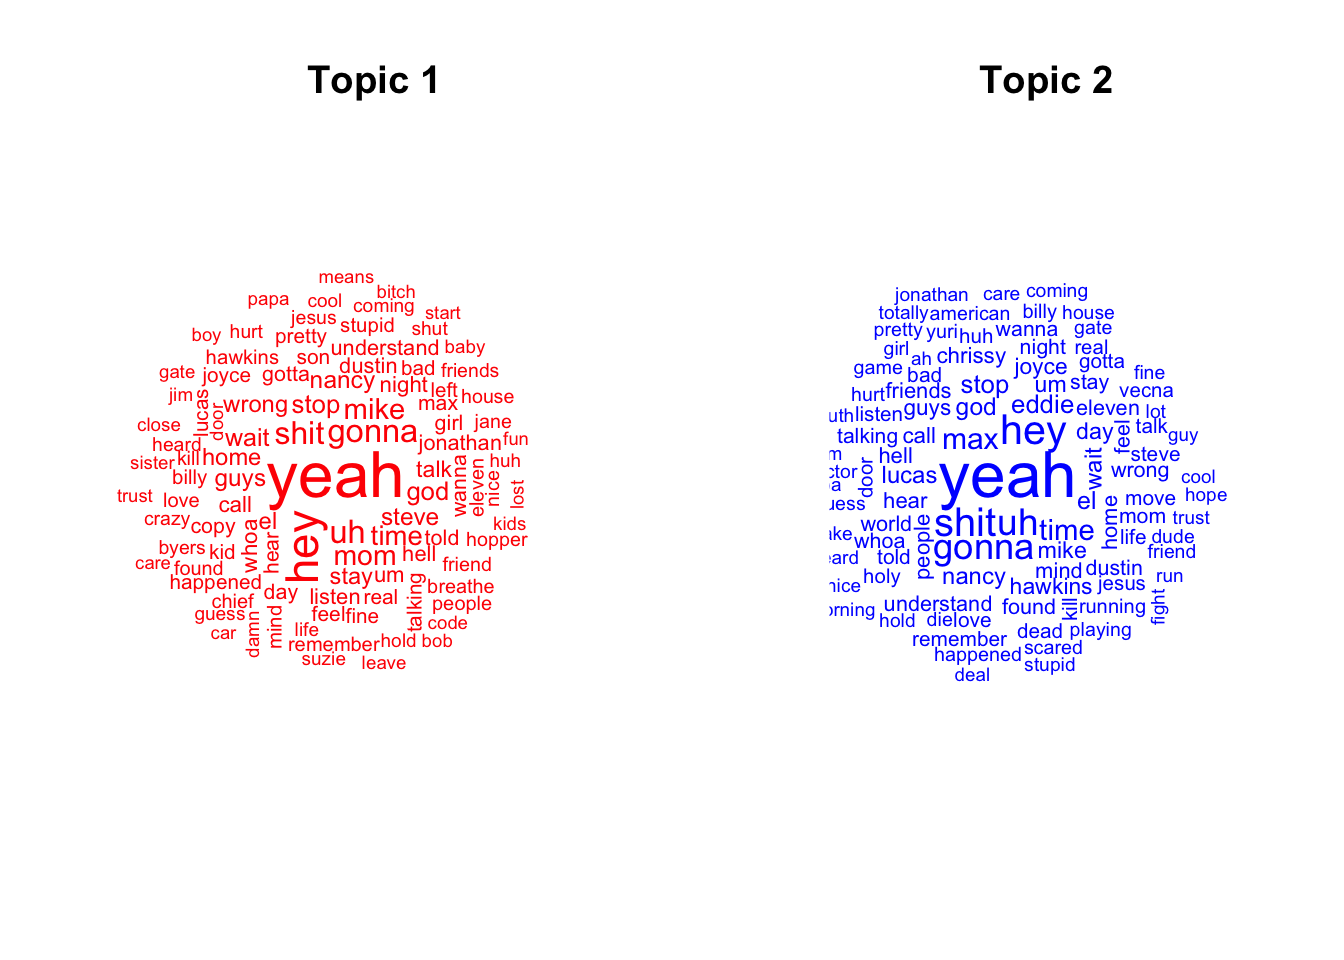 Topic 1
means
papa
cool
bitch
coming
jesus
start
boy
hurt
pretty
stupid
shut
understand
baby
hawkins
son
dustin
bad
friends
gate
joyce
gotta
nancy
night
left
house
jim
lucas
door
wrong
stop
mike
max
girl
jane
close
wait
shit
gonna
jonathan
fun
heard
sister
kill
home
yeah
talk
wanna
eleven
nice
huh
lost
billy
guys
god
trust
love
call
crazy
copy
whoa
el
hey
uh
time
steve
told
kids
hopper
byers
kid
hear
mom
hell
friend
care
found
happened
day
stay
um
breathe
chief
listen
real
talking
people
guess
feel
fine
code
car
damn
mind
life
remember
hold
bob
suzie
leave
Topic 2
jonathan
care
coming
totally
american
billy
house
pretty
yuri
huh
wanna
gate
girl
ah
chrissy
night
real
game
bad
joyce
gotta
fine
hurt
friends
stop
um
stay
vecna
uth
listen
guys
god
eddie
eleven
lot
talking
call
max
hey
day
feel
talk
guy
m
hell
wait
steve
ctor
door
lucas
yeah
wrong
cool
a
uess
hear
el
move
hope
ake
world
people
shit
uh
time
home
mom
trust
whoa
gonna
mike
life
dude
eard
told
friend
nice
holy
nancy
mind
dustin
hawkins
jesus
run
orning
understand
found
kill
running
fight
hold
die
love
remember
dead
playing
happened
scared
stupid
deal